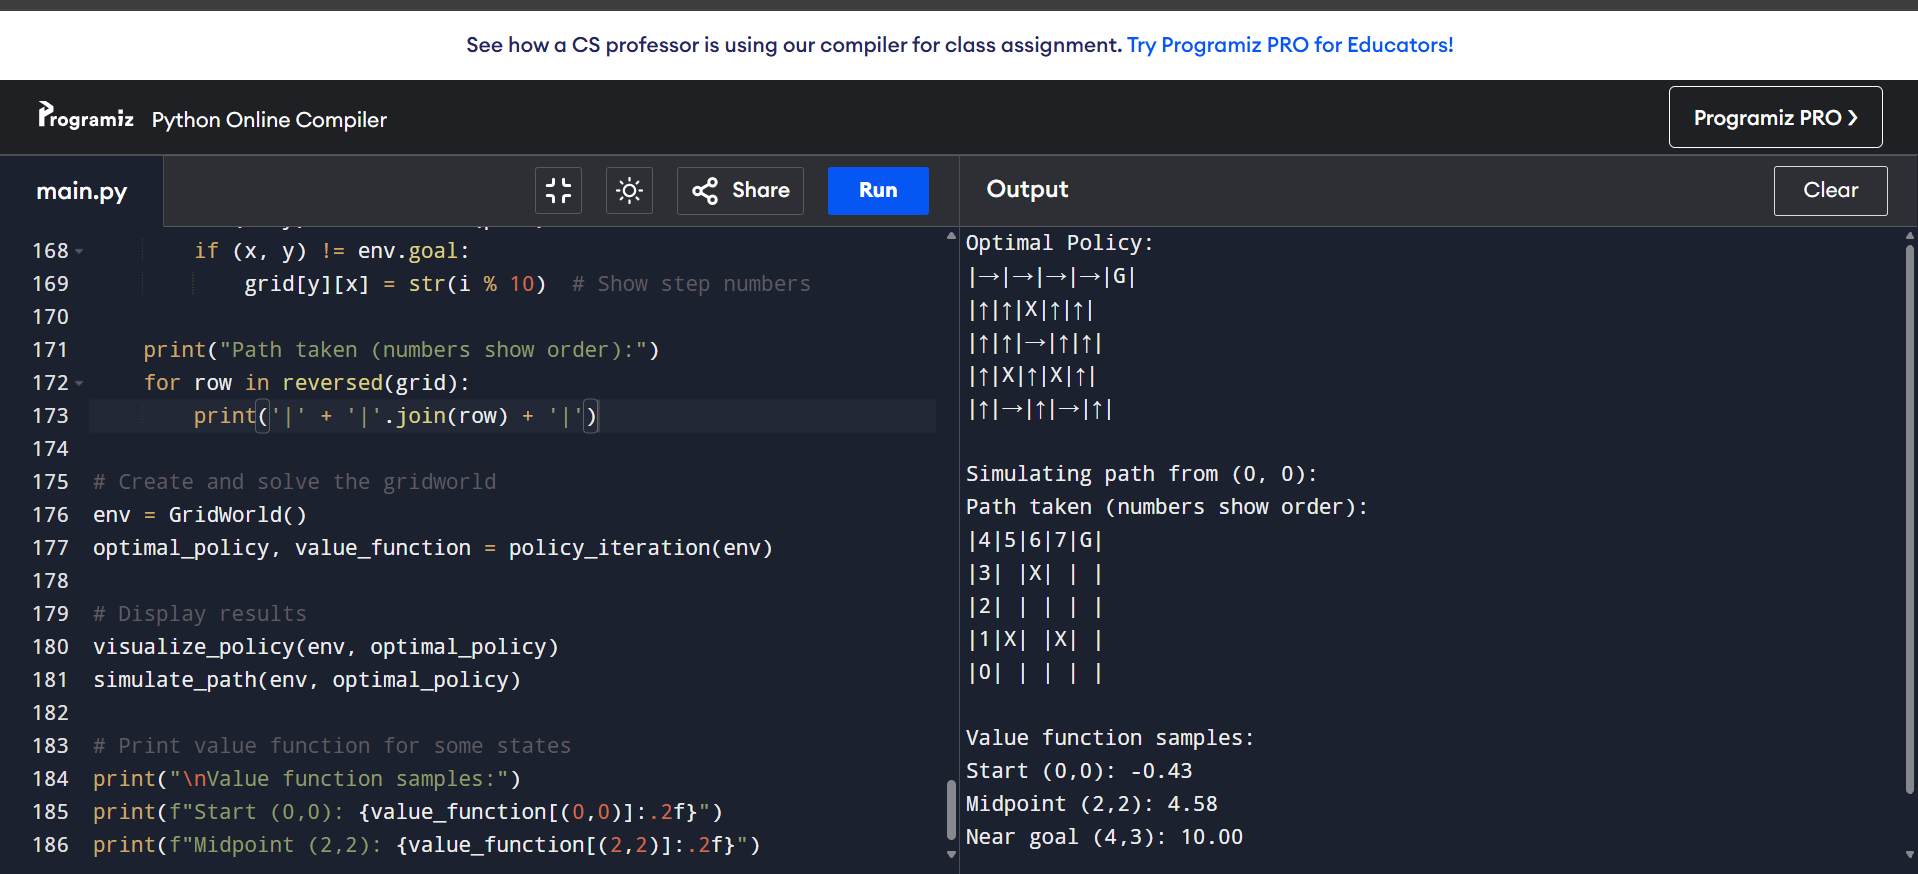 See how a CS professor is using our compiler for class assignment. Try Programiz PRO for Educators!
Programiz Python Online Compiler
Programiz PRO ❯
main.py
Share
Run
168 if (x, y) != env.goal:
169 grid[y][x] = str(i % 10)  # Show step numbers
170
171 print("Path taken (numbers show order):")
172 for row in reversed(grid):
173 print('|' + '|'.join(row) + '|')
174
175 # Create and solve the gridworld
176 env = GridWorld()
177 optimal_policy, value_function = policy_iteration(env)
178
179 # Display results
180 visualize_policy(env, optimal_policy)
181 simulate_path(env, optimal_policy)
182
183 # Print value function for some states
184 print("\nValue function samples:")
185 print(f"Start (0,0): {value_function[(0,0)]:.2f}")
186 print(f"Midpoint (2,2): {value_function[(2,2)]:.2f}")
Output
Clear
Optimal Policy:
|→|→|→|→|G|
|↑|↑|X|↑|↑|
|↑|↑|→|↑|↑|
|↑|X|↑|X|↑|
|↑|→|↑|→|↑|
Simulating path from (0, 0):
Path taken (numbers show order):
|4|5|6|7|G|
|3| |X| | |
|2| | | | |
|1|X| |X| |
|0| | | | |
Value function samples:
Start (0,0): -0.43
Midpoint (2,2): 4.58
Near goal (4,3): 10.00